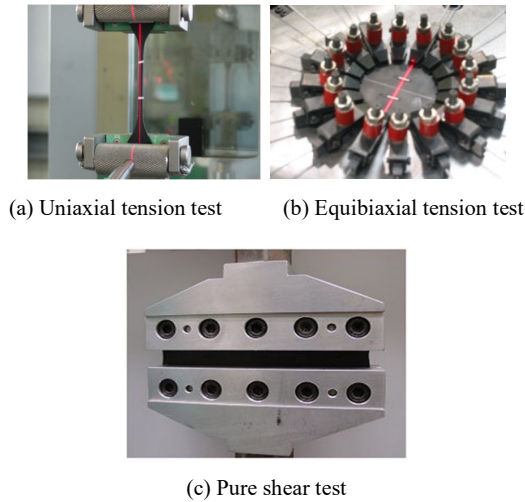 (a) Uniaxial tension test
(b) Equibiaxial tension test
(c) Pure shear test